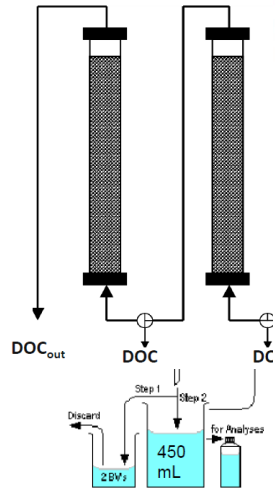 DOCout
DOC
DO
Step 1
Step 2
Discard
for Analyses
450
mL
2 BV's